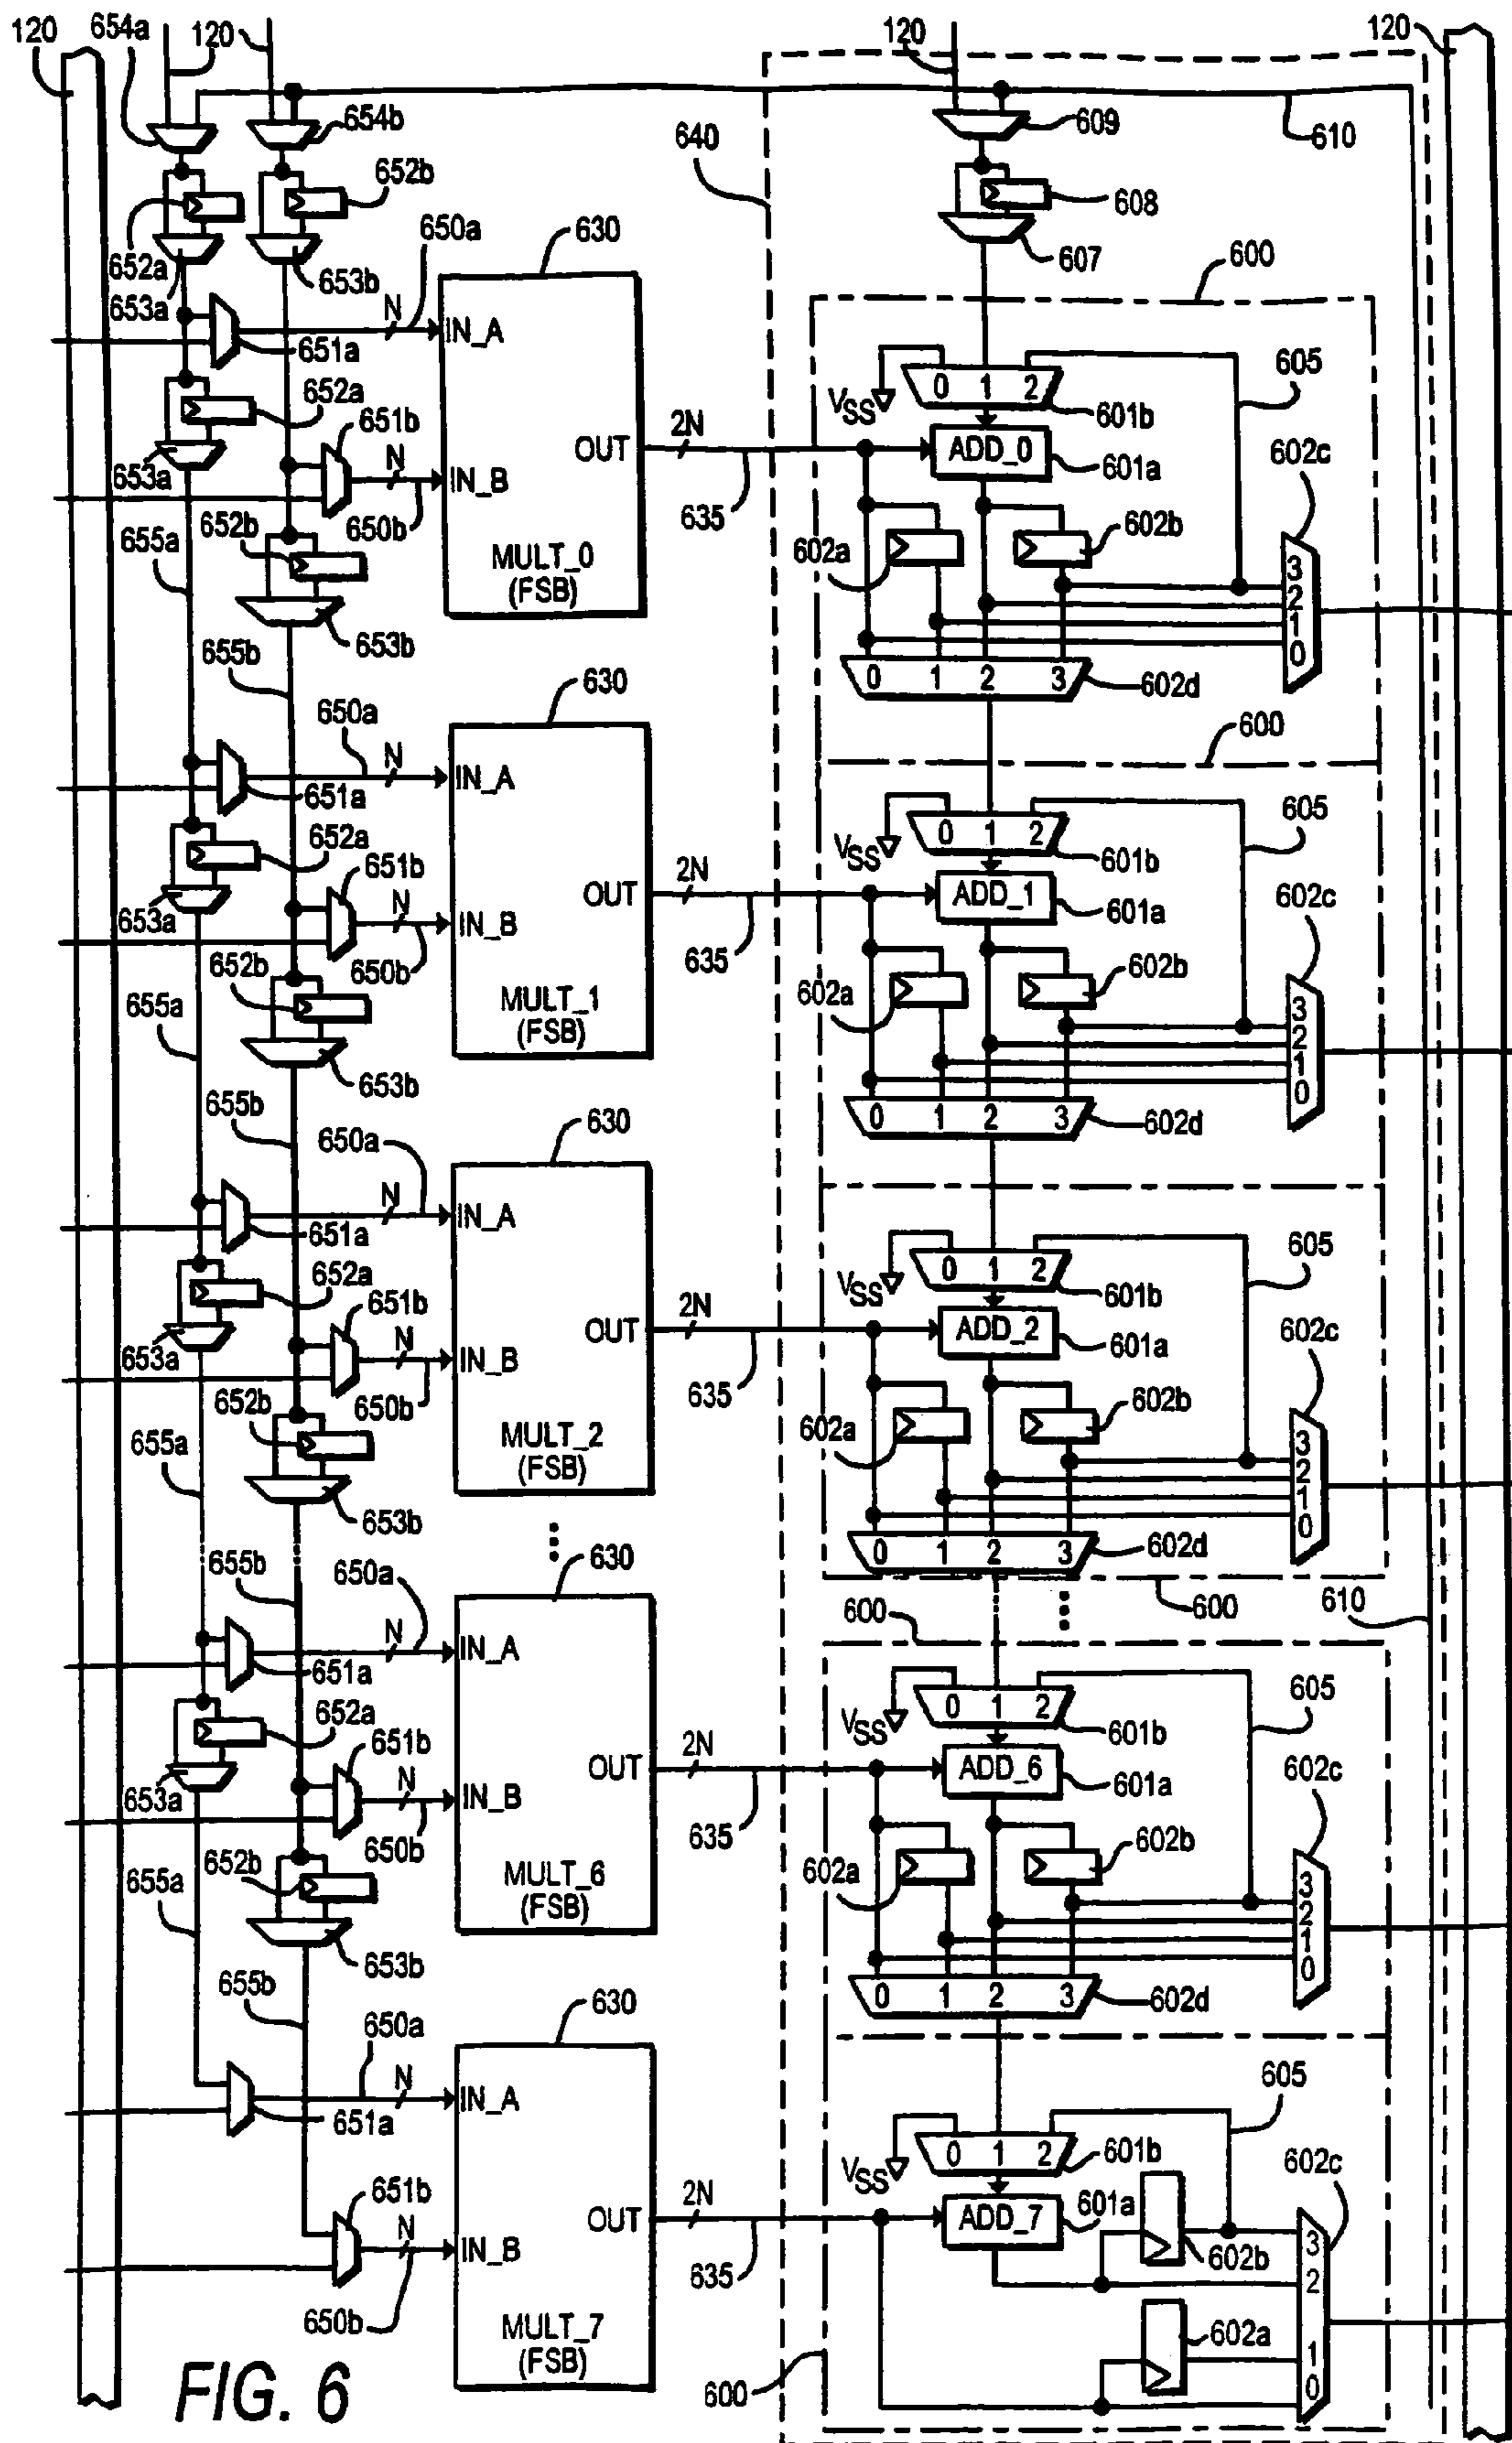 120
654a
120
120
120
654b
609
610
640
652b
608
652a
650a
630
607
653b
600
653a
N
IN_A
651a
605
652a
651b
V_SS
0 1 2
601b
602c
2N
OUT
ADD_0
601a
653a
N
IN_B
652b
650b
635
655a
602a
602b
MULT_0
(FSB)
3
2
1
0
653b
655b
0 1 2 3
602d
630
650a
600
N
IN_A
651a
605
652a
V_SS
0 1 2
601b
651b
2N
OUT
ADD_1
601a
602c
653a
N
IN_B
652b
650b
635
602b
602a
655a
MULT_1
(FSB)
3
2
1
0
653b
655b
0 1 2 3
602d
630
650a
N
IN_A
651a
605
652a
V_SS
0 1 2
601b
651b
2N
OUT
ADD_2
601a
602c
653a
N
IN_B
652b
650b
635
602b
602a
655a
MULT_2
(FSB)
3
2
1
0
653b
655b
0 1 2 3
602d
630
650a
600
600
610
N
IN_A
651a
605
652a
V_SS
0 1 2
601b
651b
2N
OUT
ADD_6
601a
602c
653a
N
IN_B
652b
650b
635
602b
602a
655a
MULT_6
(FSB)
3
2
1
0
653b
655b
0 1 2 3
602d
630
650a
N
IN_A
651a
605
V_SS
0 1 2
601b
602c
651b
2N
OUT
ADD_7
601a
N
IN_B
635
602b
3
2
650b
MULT_7
(FSB)
602a
1
0
600
FIG. 6